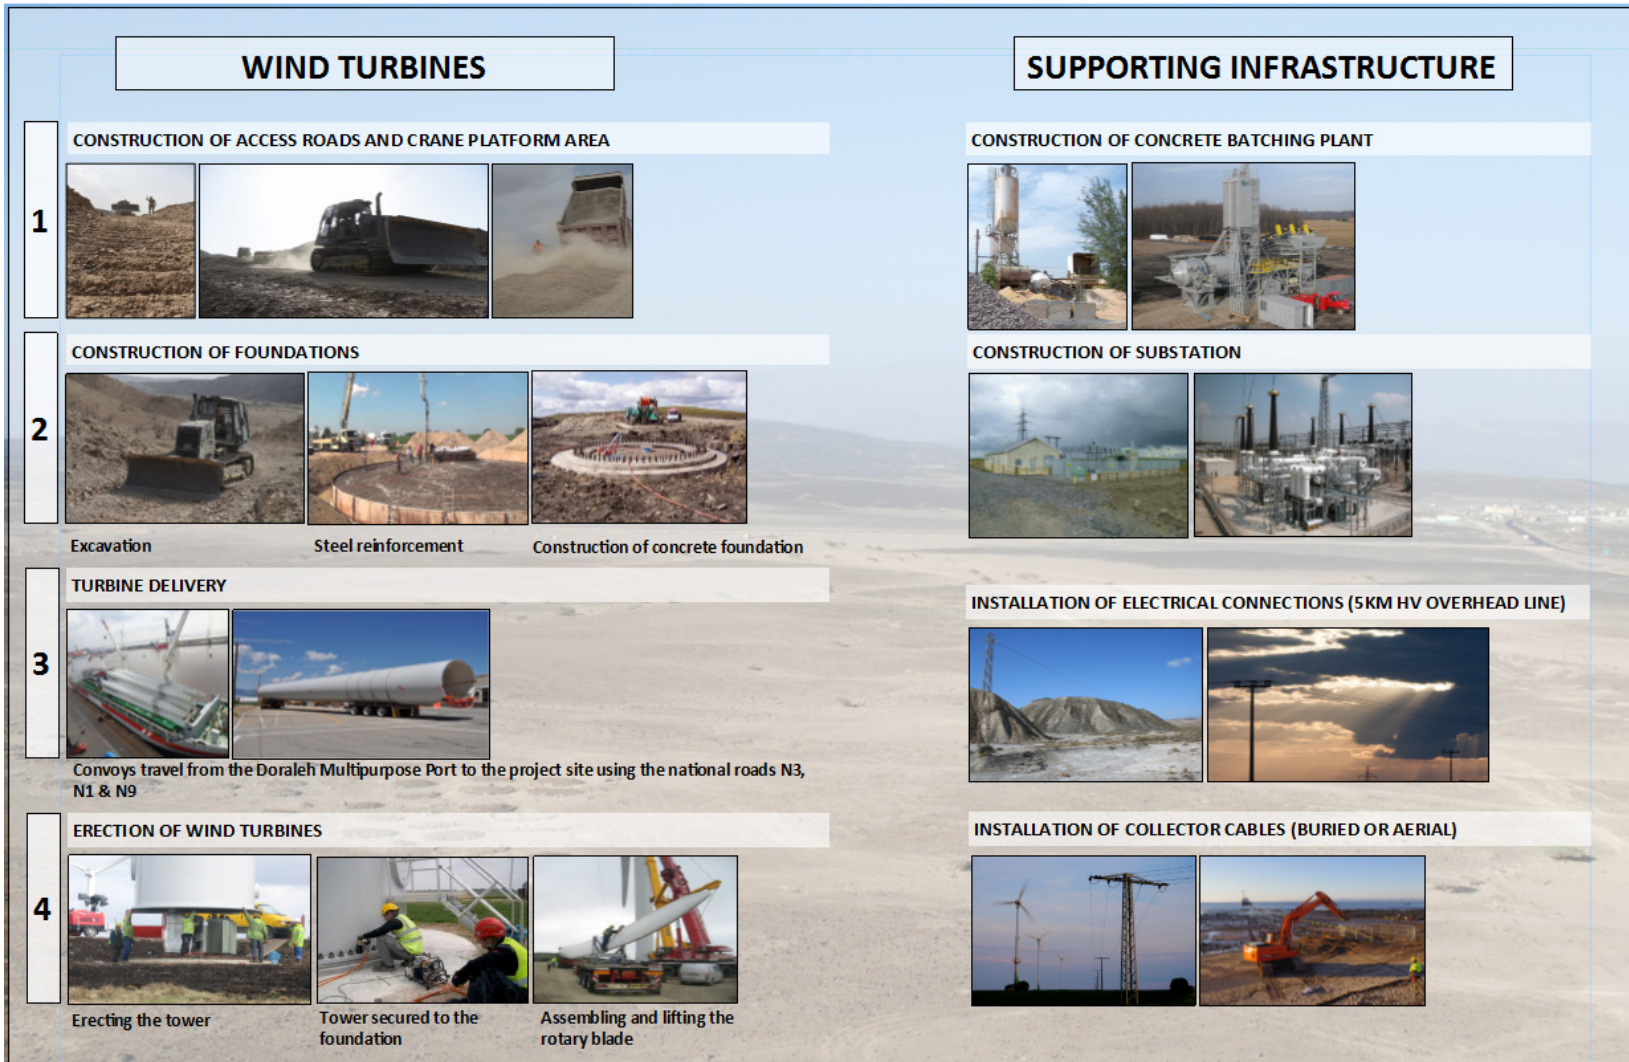 WIND TURBINES
SUPPORTING INFRASTRUCTURE
1
CONSTRUCTION OF ACCESS ROADS AND CRANE PLATFORM AREA
CONSTRUCTION OF CONCRETE BATCHING PLANT
2
CONSTRUCTION OF FOUNDATIONS
Excavation
Steel reinforcement
Construction of concrete foundation
CONSTRUCTION OF SUBSTATION
3
TURBINE DELIVERY
Convoys travel from the Doraleh Multipurpose Port to the project site using the national roads N3,
N1 & N9
INSTALLATION OF ELECTRICAL CONNECTIONS (5KM HV OVERHEAD LINE)
4
ERECTION OF WIND TURBINES
Erecting the tower
Tower secured to the
foundation
Assembling and lifting the
rotary blade
INSTALLATION OF COLLECTOR CABLES (BURIED OR AERIAL)